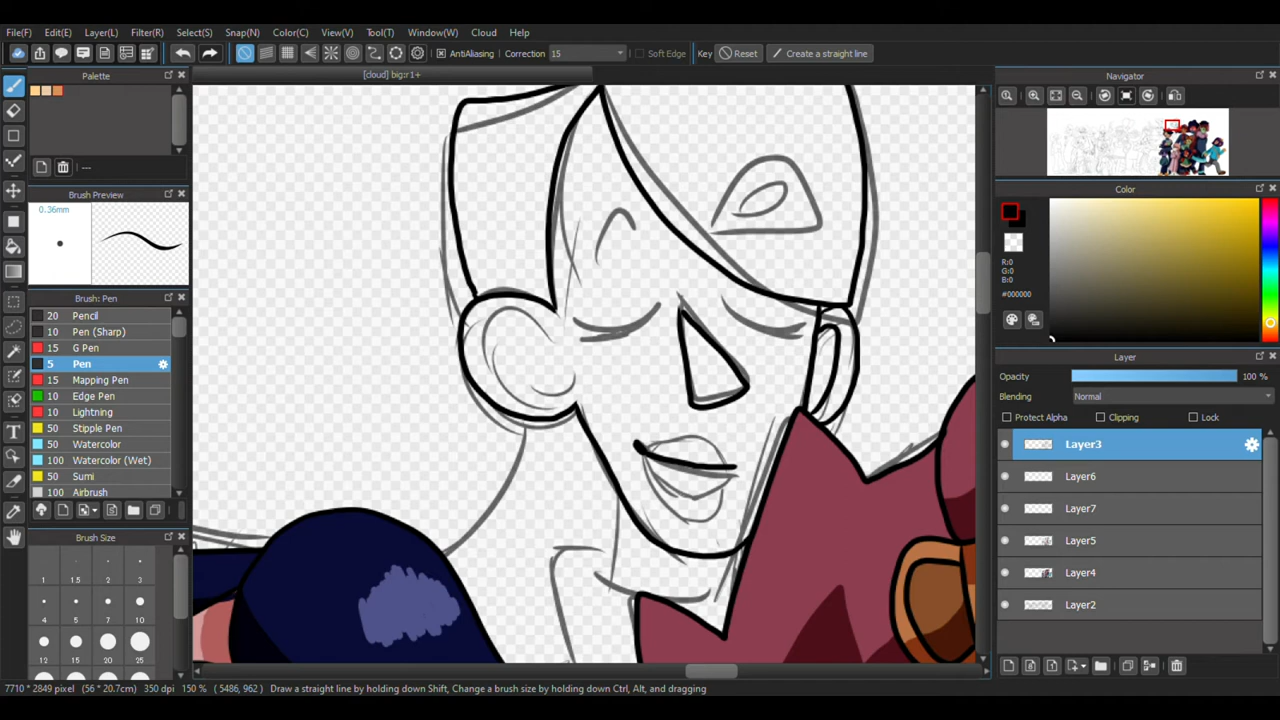 File(F) Edit(E) Layer(L) Filter(R) Select(S) Snap(N) Color(C) View(V) Tool(T) Window(W) Cloud Help
AntiAliasing Correction 15 Soft Edge Key Reset Create a straight line
Palette
[cloud] big:r1+
Navigator
---
Brush Preview
0.36mm
Color
R:0
G:0
B:0
#000000
Brush: Pen
20 Pencil
10 Pen (Sharp)
15 G Pen
5 Pen
15 Mapping Pen
10 Edge Pen
10 Lightning
50 Stipple Pen
50 Watercolor
100 Watercolor (Wet)
50 Sumi
100 Airbrush
Layer
Opacity 100 %
Blending Normal
Protect Alpha Clipping Lock
Layer3
Layer6
Layer7
Layer5
Layer4
Layer2
Brush Size
1 1.5 2 3
4 5 7 10
12 15 20 25
7710 * 2849 pixel (56 * 20.7cm) 350 dpi 150 % ( 5486, 962 ) Draw a straight line by holding down Shift, Change a brush size by holding down Ctrl, Alt, and dragging